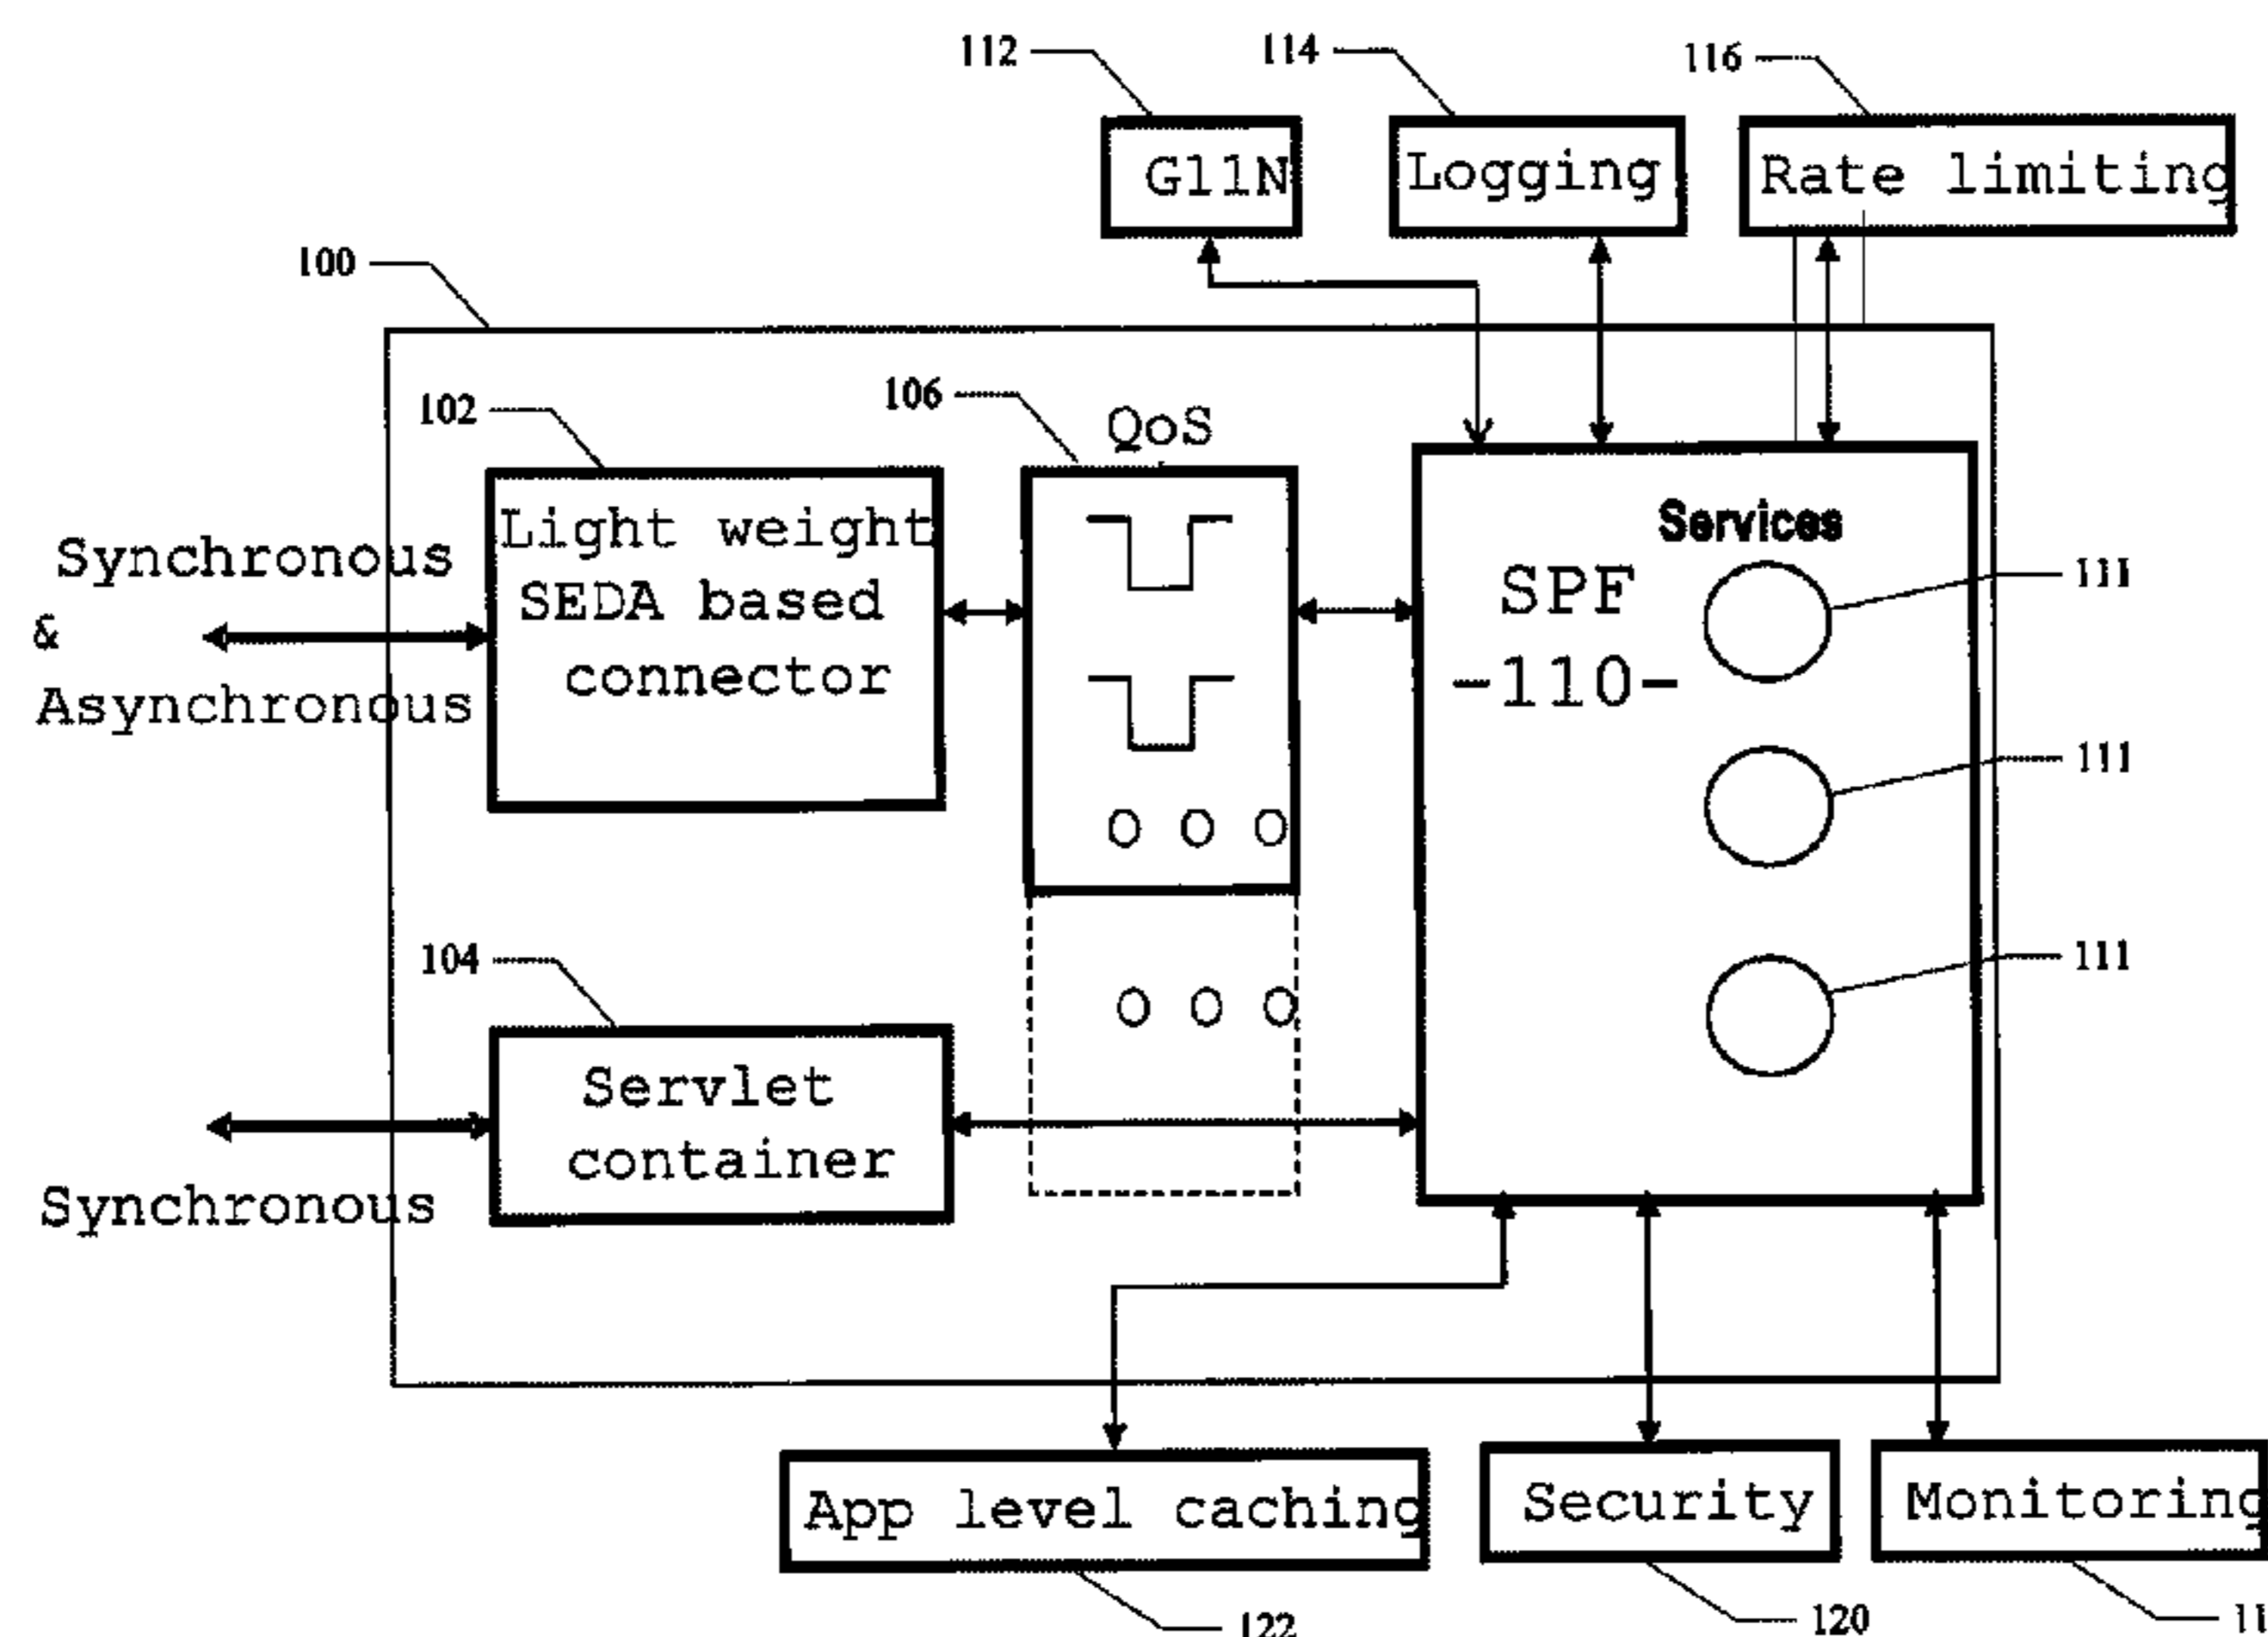 112
114
116
G11N
Logging
Rate limiting
100
102
106
QoS
Light weight
SEDA based
connector
Synchronous
&
Asynchronous
Services
SPF
-110-
111
111
111
104
Servlet
container
Synchronous
App level caching
Security
Monitoring
122
120
11